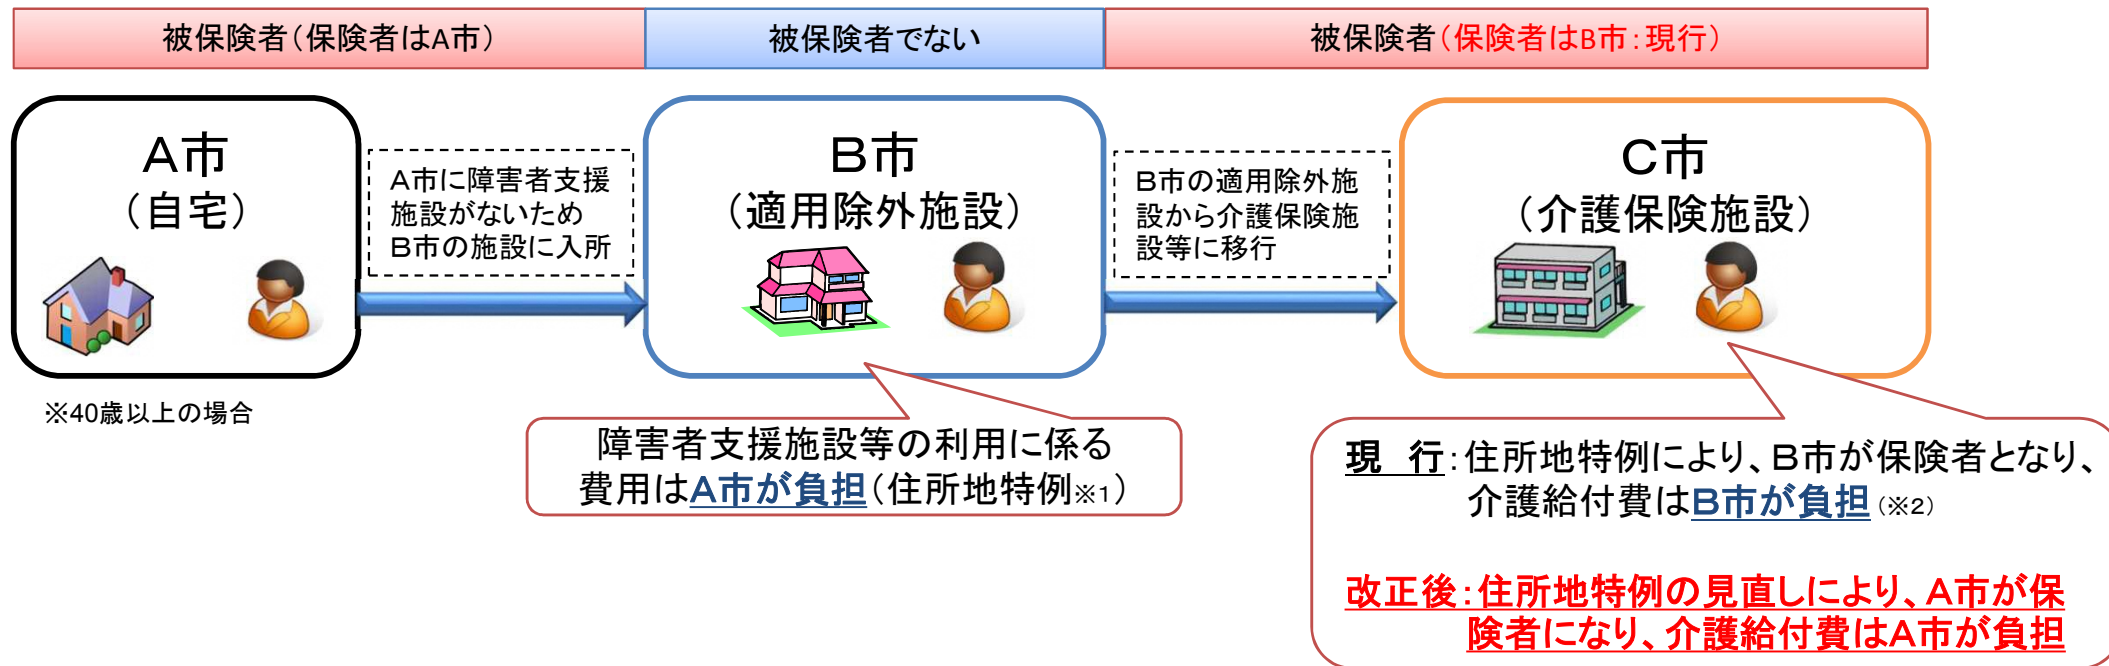 被保険者(保険者はA市)
被保険者でない
被保険者(保険者はB市:現行)
A市
(自宅)
A市に障害者支援
施設がないため
B市の施設に入所
B市
(適用除外施設)
B市の適用除外施
設から介護保険施
設等に移行
C市
(介護保険施設)
※40歳以上の場合
障害者支援施設等の利用に係る
費用はA市が負担(住所地特例※1)
現 行:住所地特例により、B市が保険者となり、
介護給付費はB市が負担(※2)
改正後:住所地特例の見直しにより、A市が保
険者になり、介護給付費はA市が負担